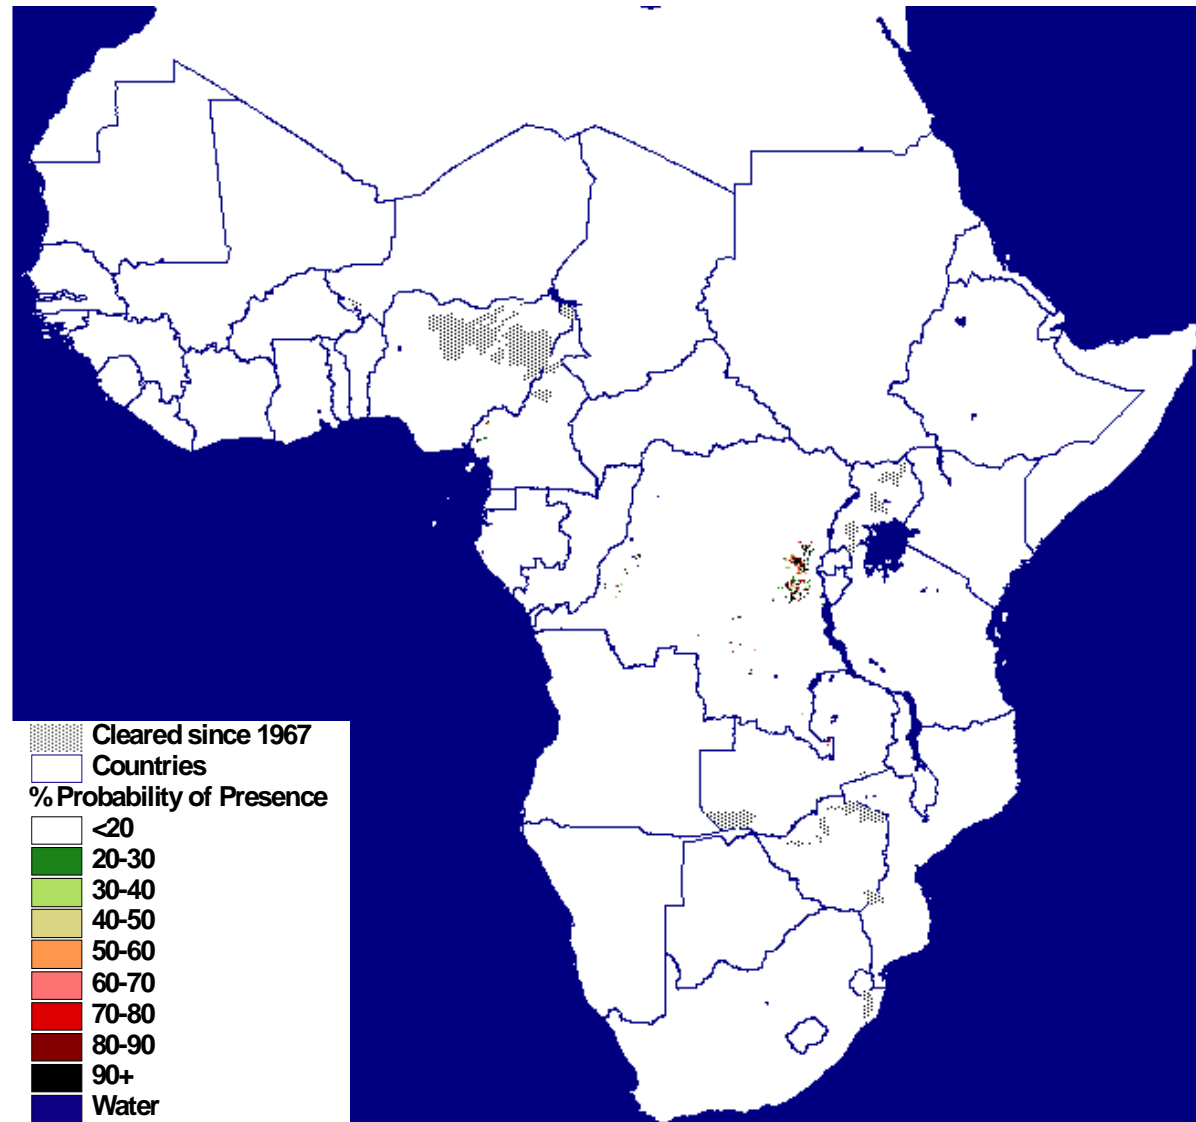 Cleared since 1967
Countries
% Probability of Presence
<20
20-30
30-40
40-50
50-60
60-70
70-80
80-90
90+
Water